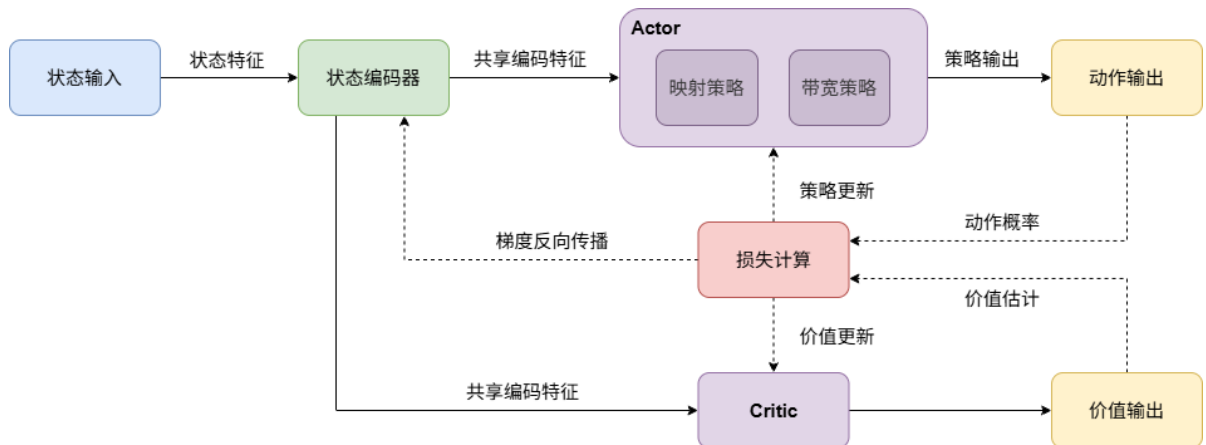 Actor
状态输入
状态特征
状态编码器
共享编码特征
映射策略
带宽策略
策略输出
动作输出
策略更新
动作概率
梯度反向传播
损失计算
价值估计
价值更新
共享编码特征
Critic
价值输出